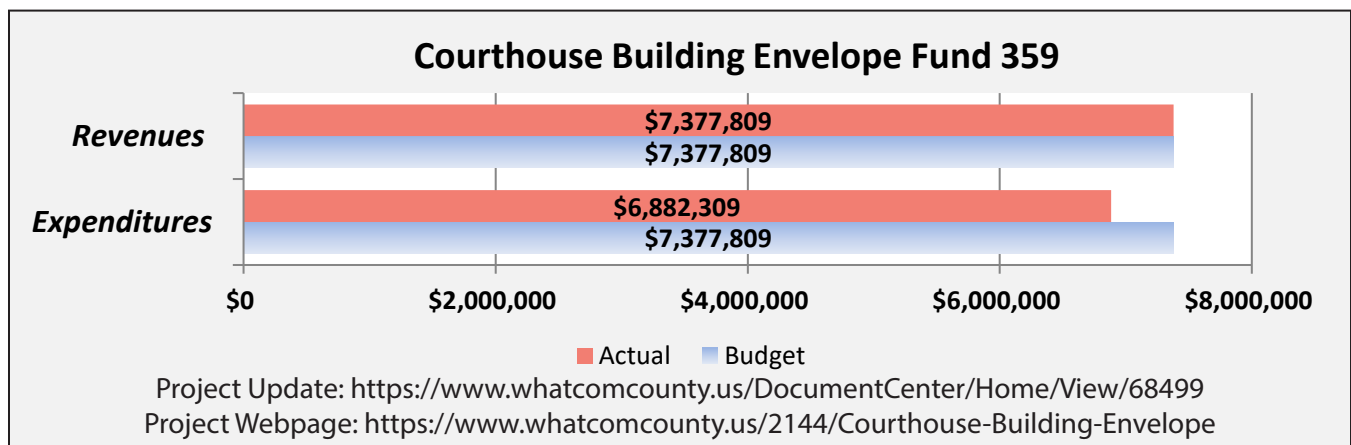 Courthouse Building Envelope Fund 359
Revenues
$7,377,809
$7,377,809
Expenditures
$6,882,309
$7,377,809
$0 $2,000,000 $4,000,000 $6,000,000 $8,000,000
Actual Budget
Project Update: https://www.whatcomcounty.us/DocumentCenter/Home/View/68499
Project Webpage: https://www.whatcomcounty.us/2144/Courthouse-Building-Envelope